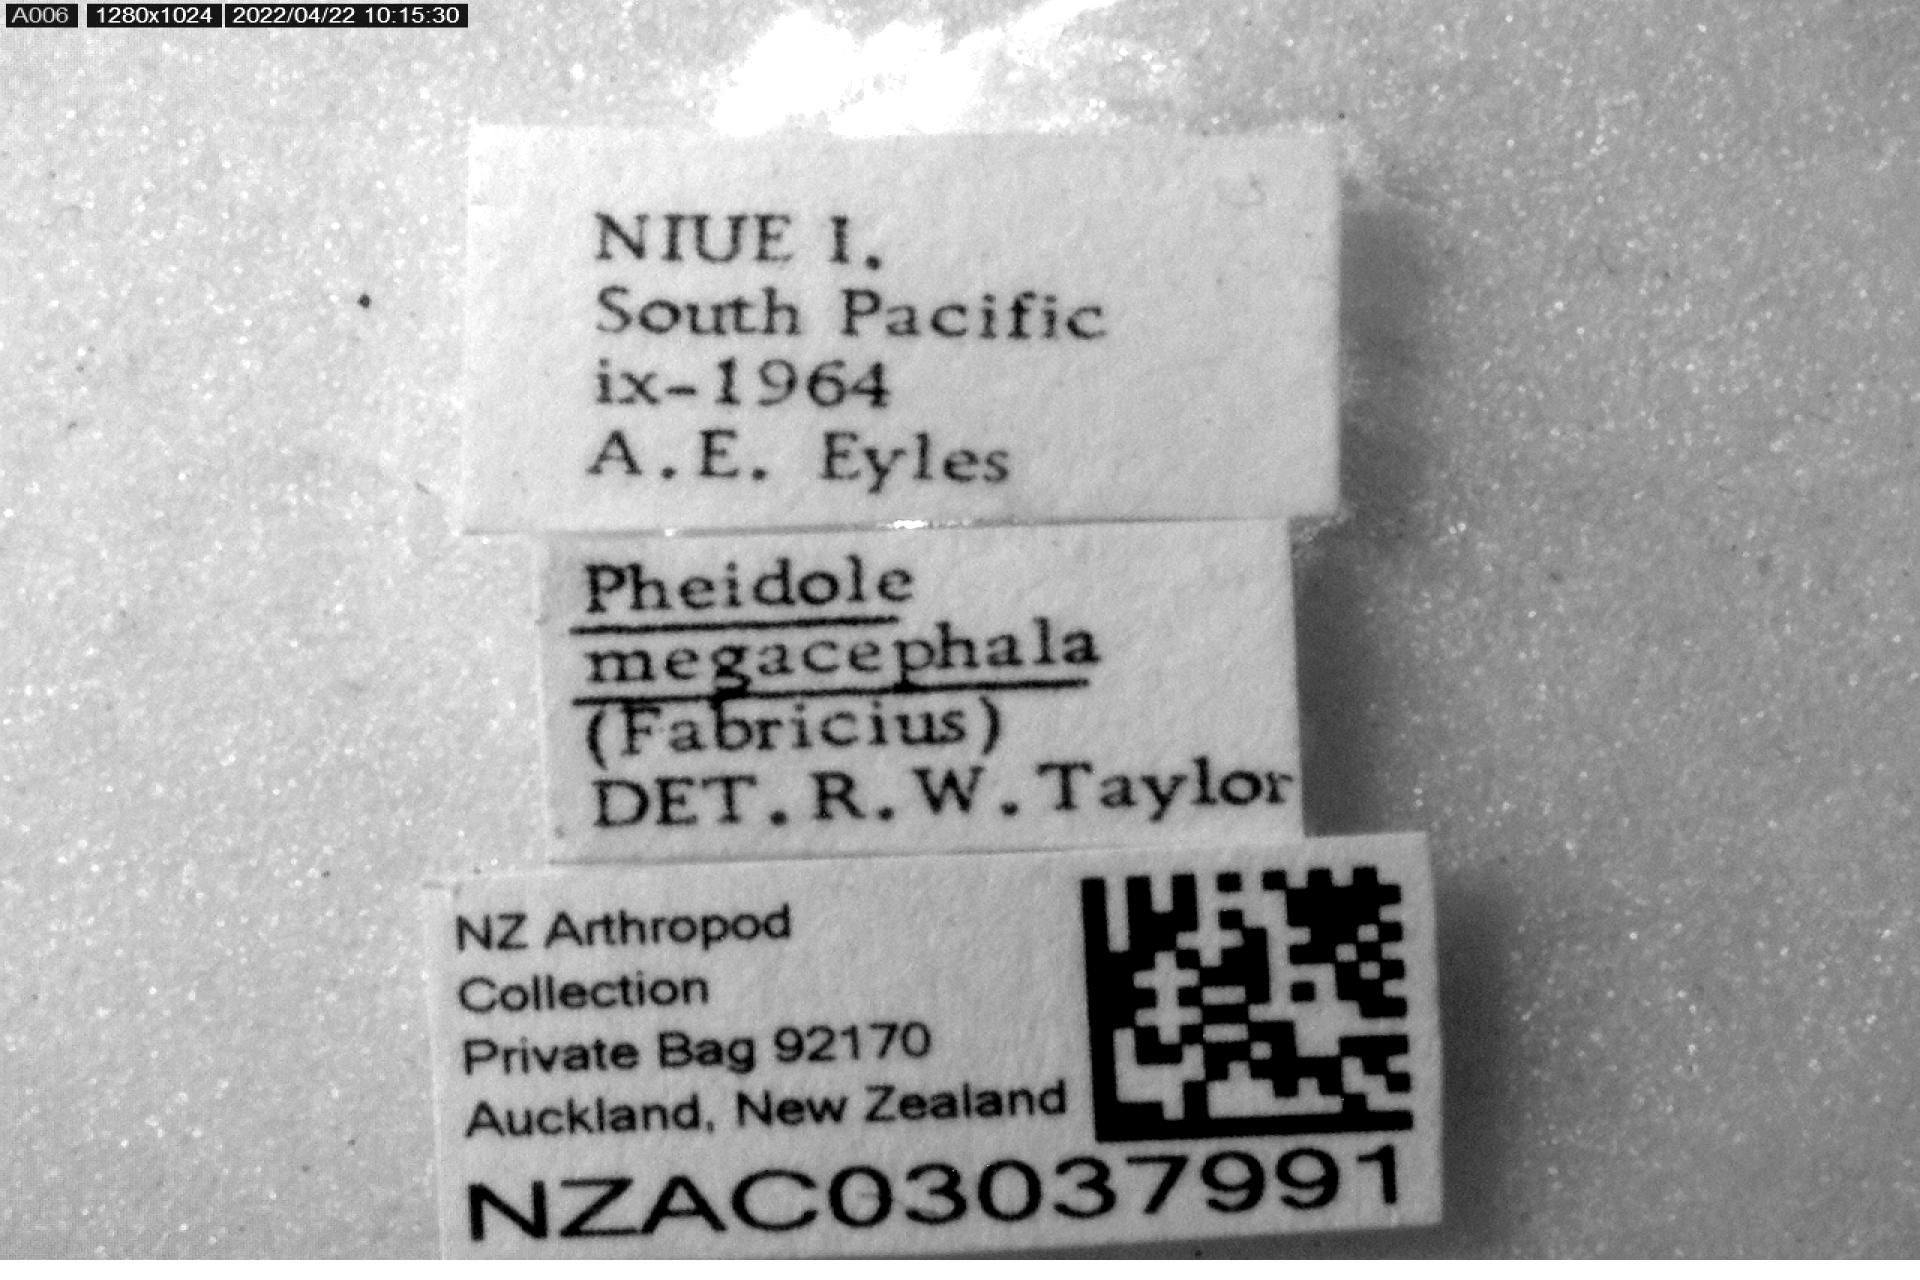 A006 1280x1024 2022/04/22 10:15:30
NIUE I.
South Pacific
ix-1964
A.E. Eyles
Pheidole
megacephala
(Fabricius)
DET.R.W.Taylor
NZ Arthropod
Collection
Private Bag 92170
Auckland, New Zealand
NZAC03037991